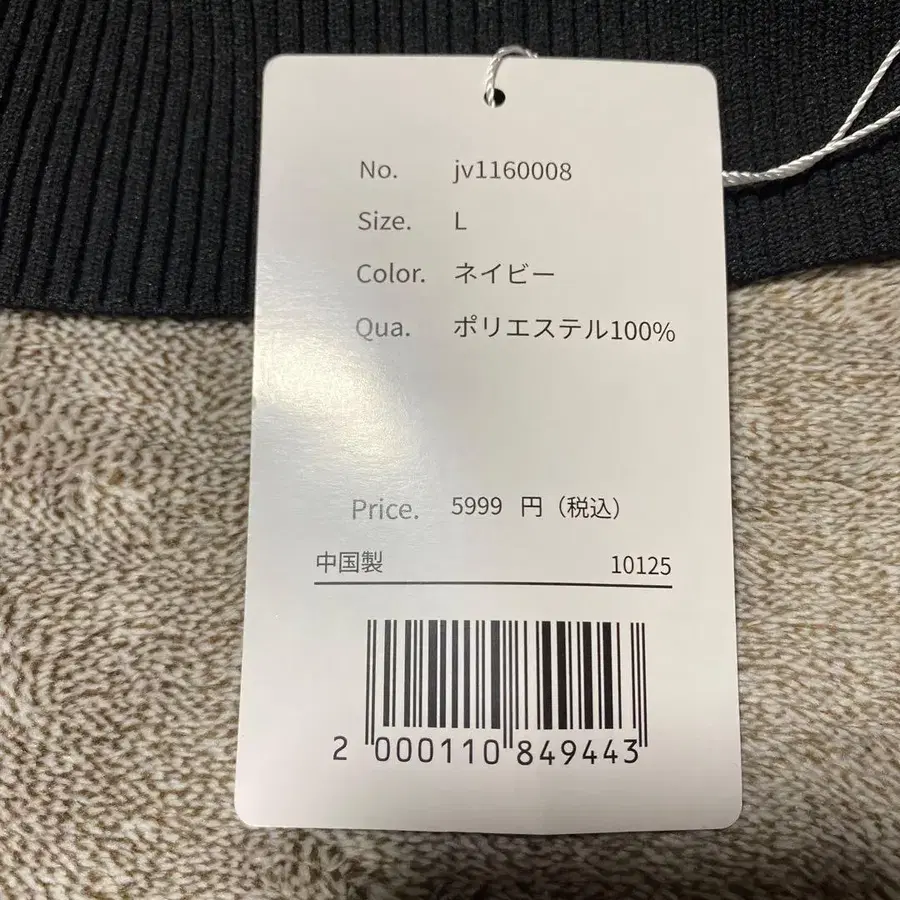 No. jv1160008
Size. L
Color. ネイビー
Qua. ポリエステル100%
Price. 5999 円（税込）
中国製 10125
2 000110 849443